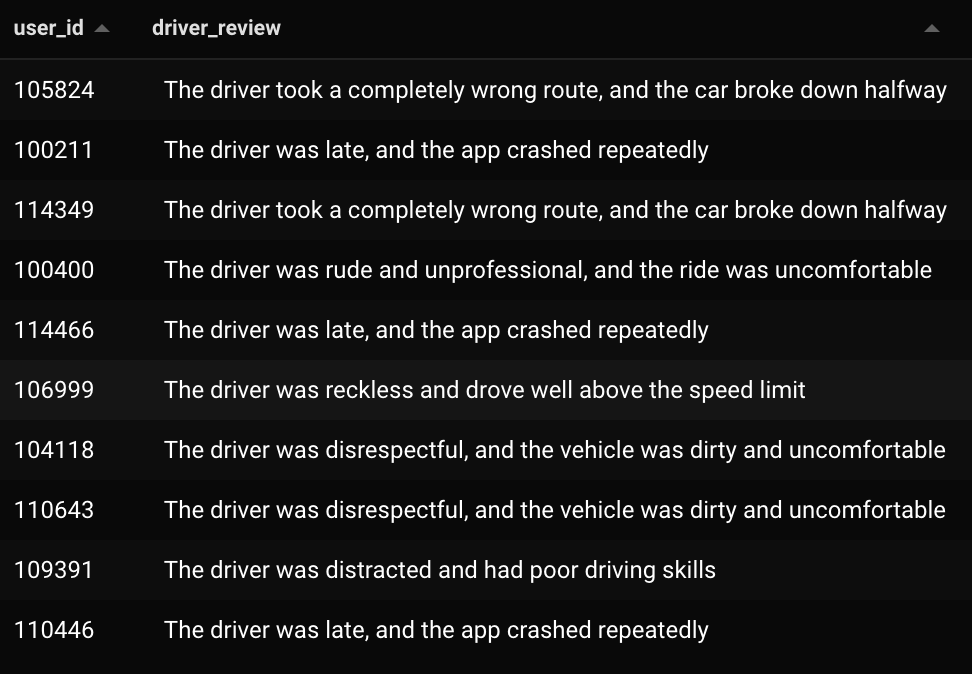 user_id driver_review
105824 The driver took a completely wrong route, and the car broke down halfway
100211 The driver was late, and the app crashed repeatedly
114349 The driver took a completely wrong route, and the car broke down halfway
100400 The driver was rude and unprofessional, and the ride was uncomfortable
114466 The driver was late, and the app crashed repeatedly
106999 The driver was reckless and drove well above the speed limit
104118 The driver was disrespectful, and the vehicle was dirty and uncomfortable
110643 The driver was disrespectful, and the vehicle was dirty and uncomfortable
109391 The driver was distracted and had poor driving skills
110446 The driver was late, and the app crashed repeatedly